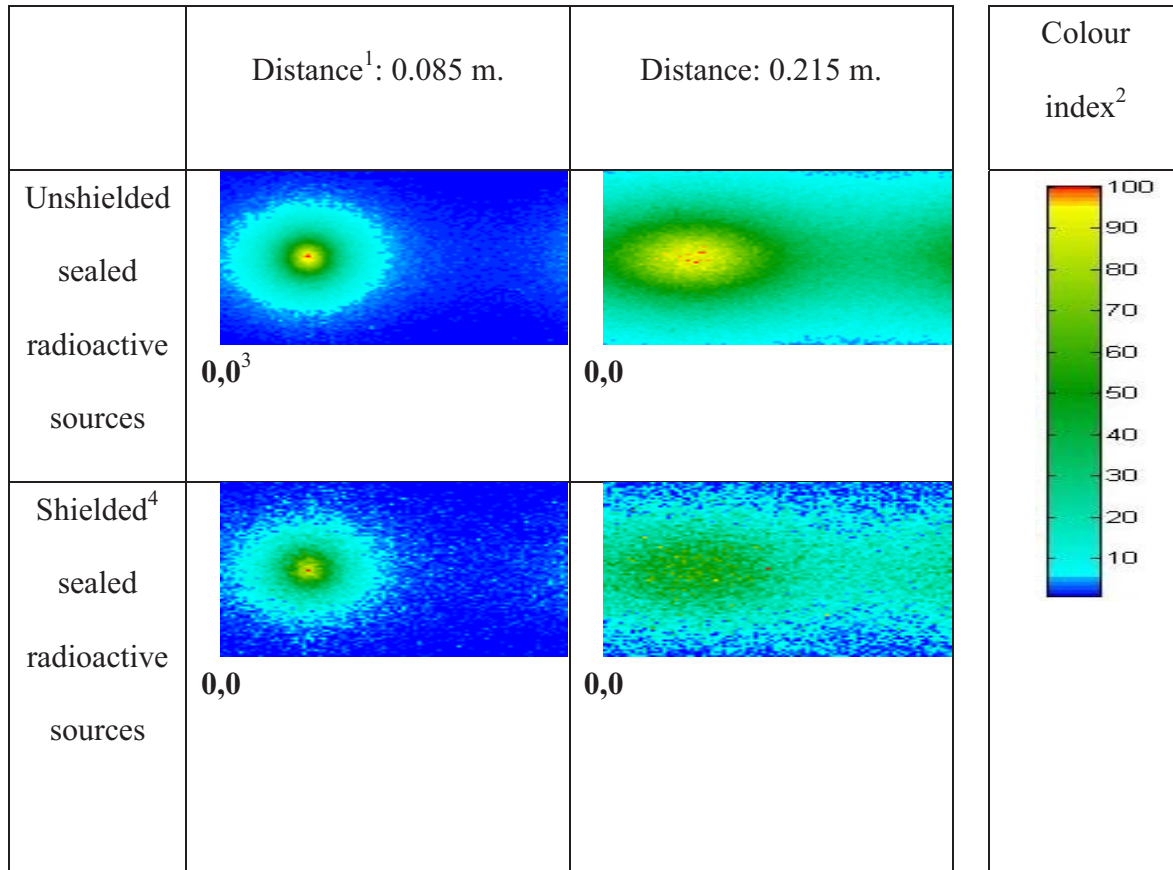 Distance¹: 0.085 m.
Distance: 0.215 m.
Colour
index²
Unshielded
sealed
radioactive
sources
0,0³
0,0
100
90
80
70
60
50
40
30
20
10
Shielded⁴
sealed
radioactive
sources
0,0
0,0